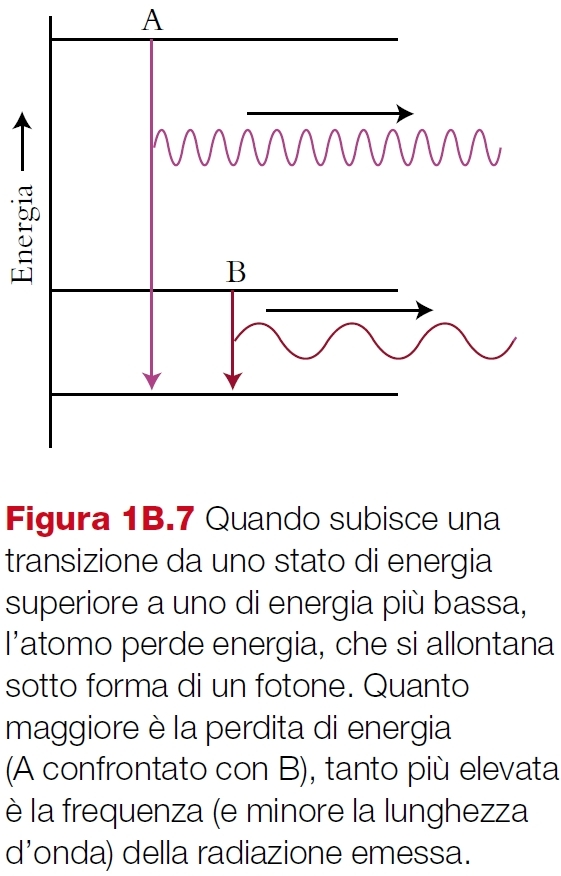 A
Energia
B
Figura 1B.7 Quando subisce una
transizione da uno stato di energia
superiore a uno di energia più bassa,
l’atomo perde energia, che si allontana
sotto forma di un fotone. Quanto
maggiore è la perdita di energia
(A confrontato con B), tanto più elevata
è la frequenza (e minore la lunghezza
d’onda) della radiazione emessa.